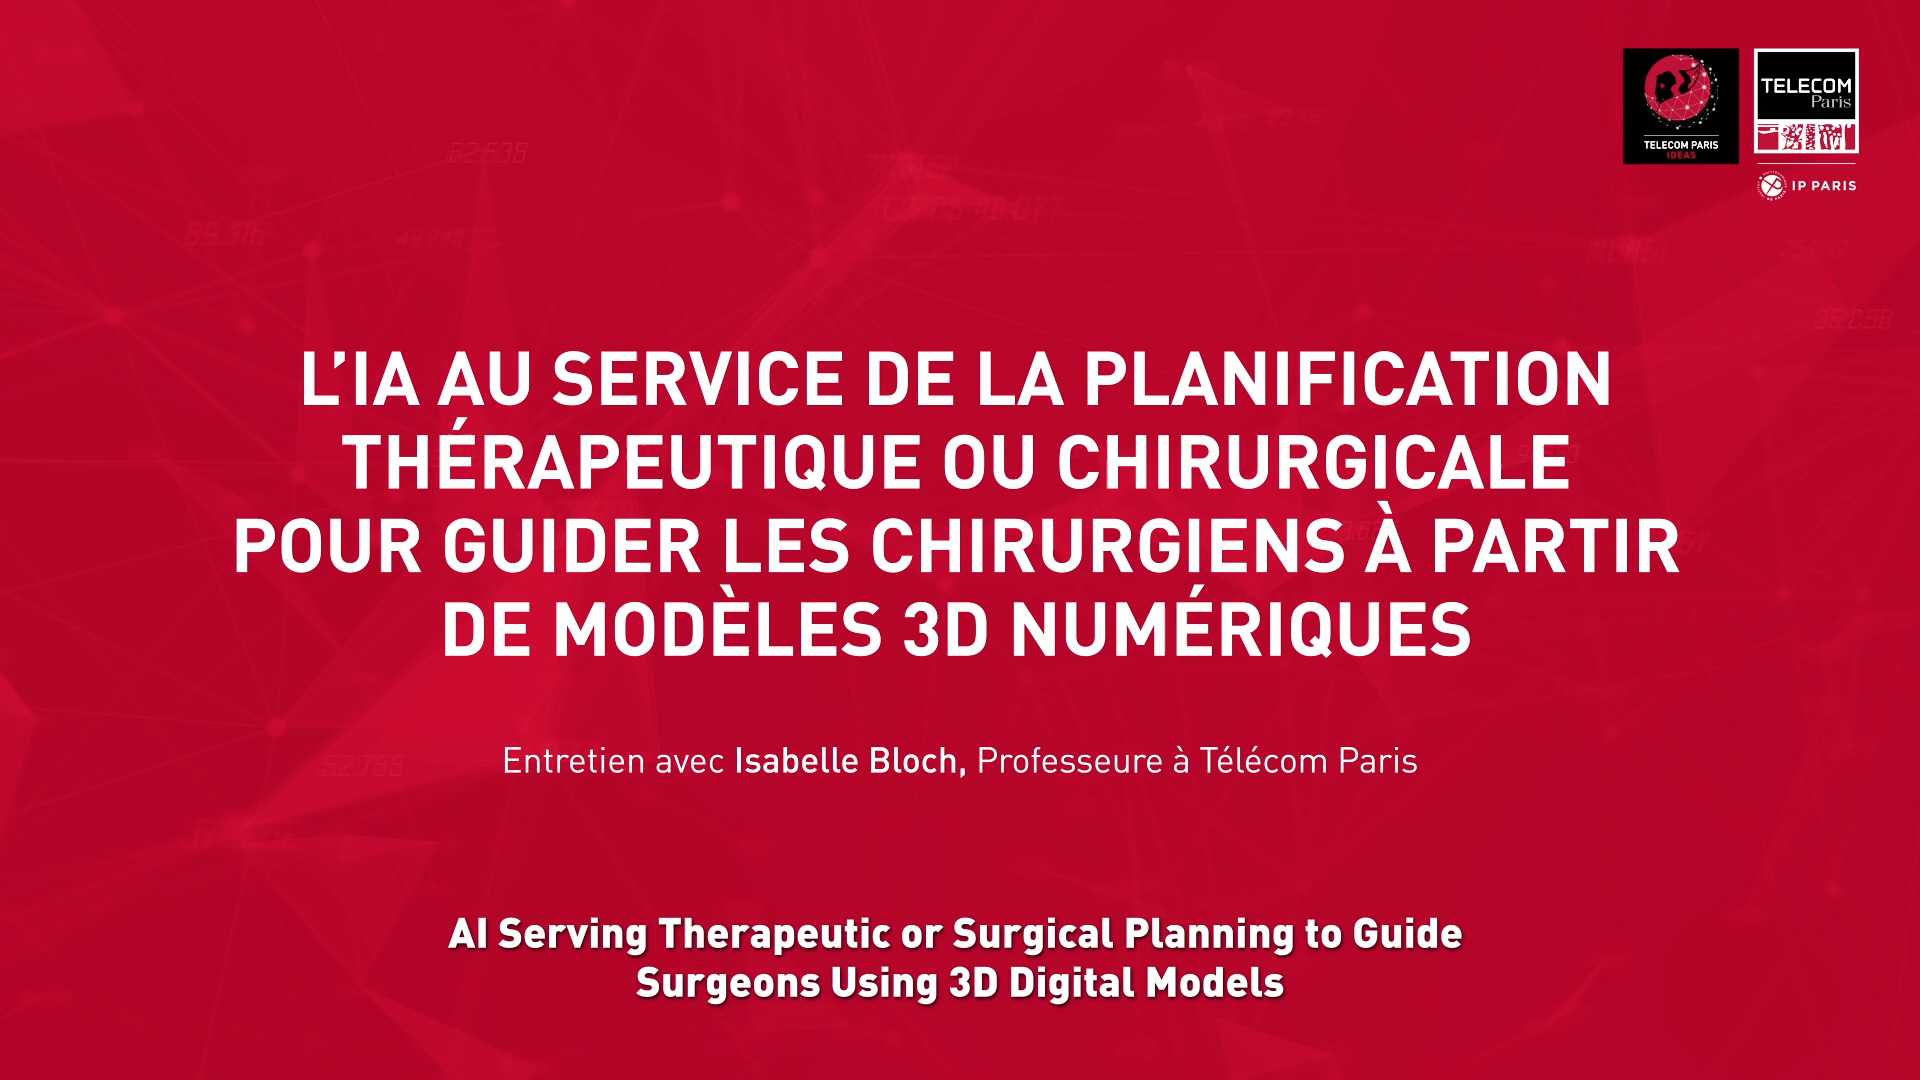 TELECOM PARIS
IDEAS
TELECOM
Paris
IP PARIS
L’IA AU SERVICE DE LA PLANIFICATION
THÉRAPEUTIQUE OU CHIRURGICALE
POUR GUIDER LES CHIRURGIENS À PARTIR
DE MODÈLES 3D NUMÉRIQUES
Entretien avec Isabelle Bloch, Professeure à Télécom Paris
AI Serving Therapeutic or Surgical Planning to Guide
Surgeons Using 3D Digital Models